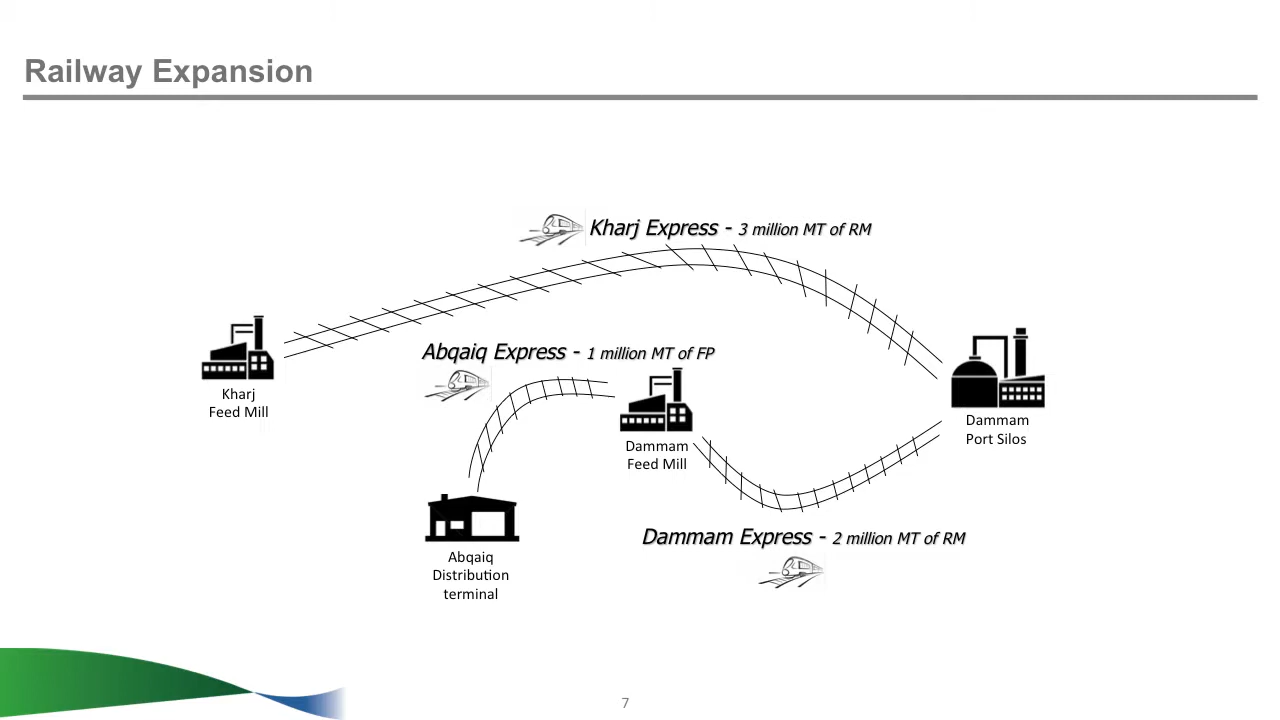 Railway Expansion
Kharj Express - 3 million MT of RM
Abqaiq Express - 1 million MT of FP
Kharj
Feed Mill
Dammam
Port Silos
Dammam
Feed Mill
Dammam Express - 2 million MT of RM
Abqaiq
Distribution
terminal
7